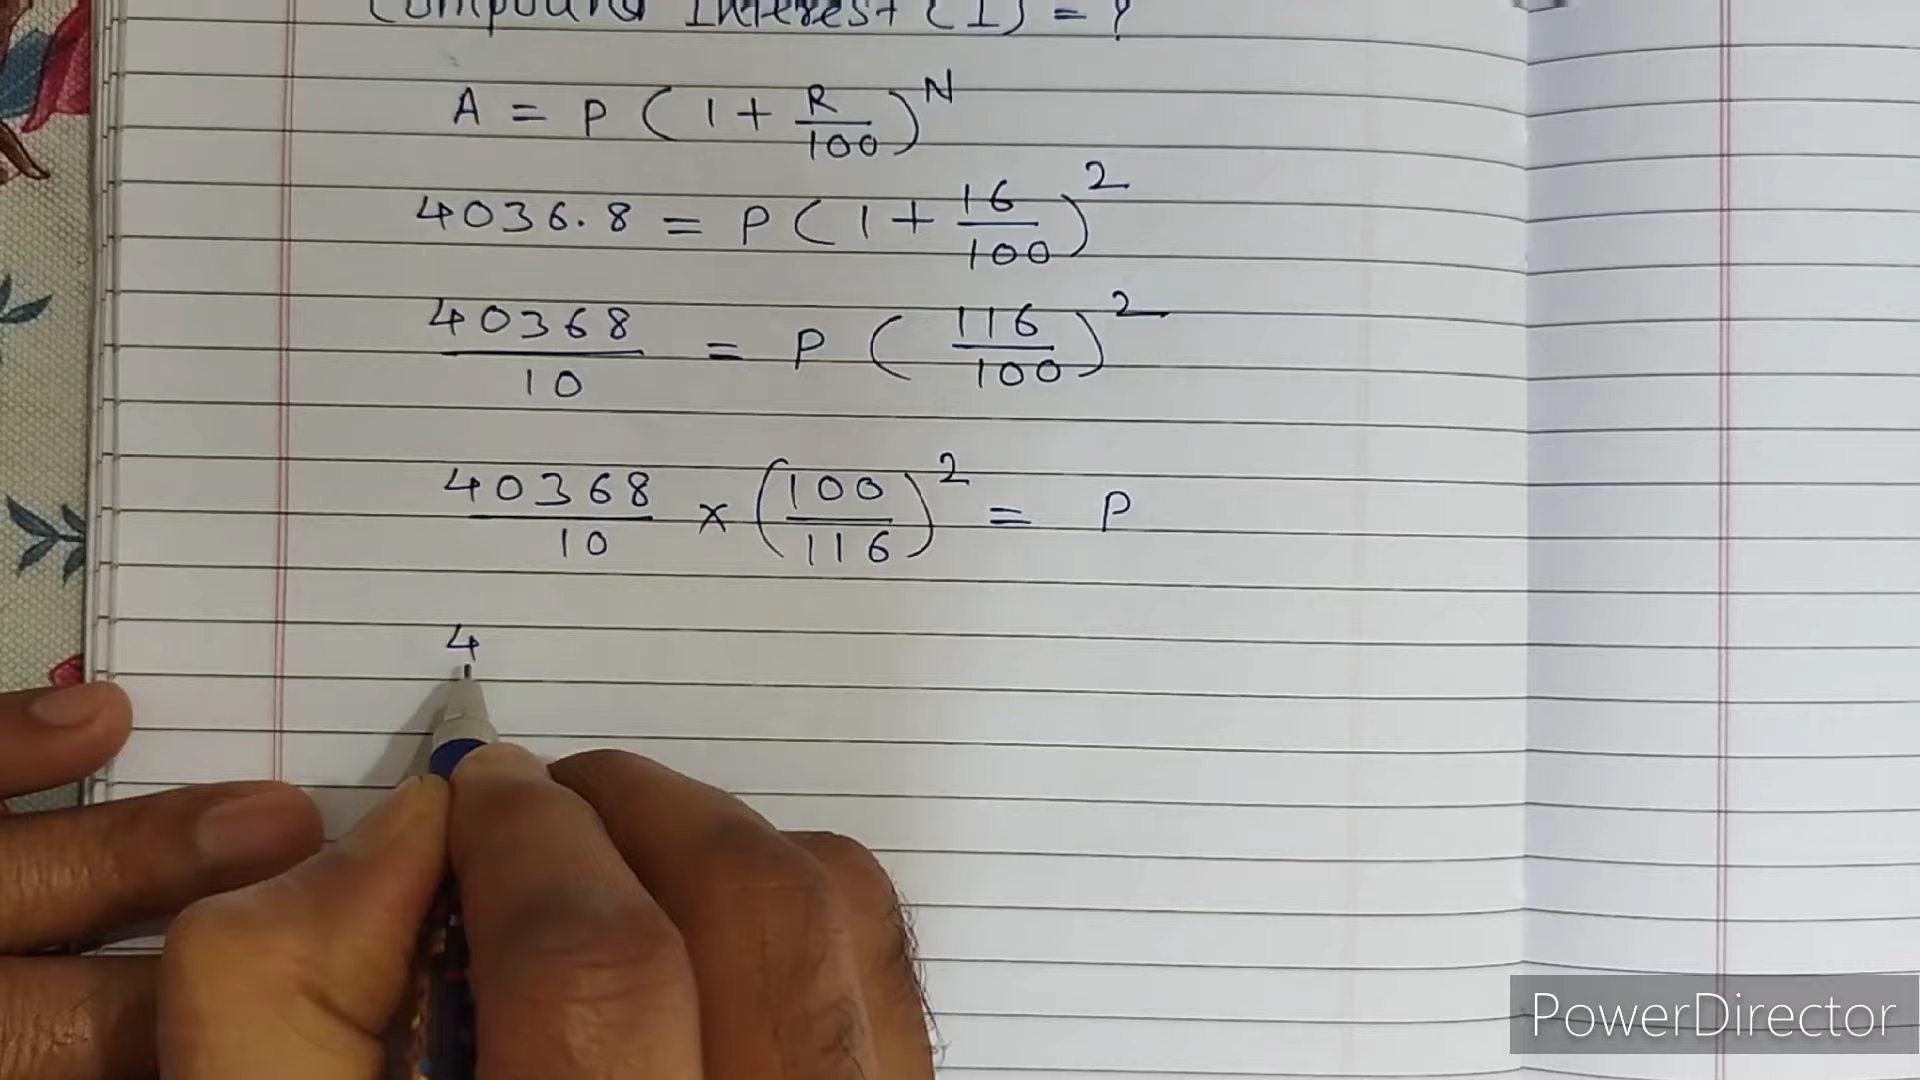 Compound Interest (I) = ?
A = P ( 1 + R/100 )^N
4036.8 = P ( 1 + 16/100 )^2
40368/10 = P ( 116/100 )^2
40368/10 × ( 100/116 )^2 = P
4
PowerDirector